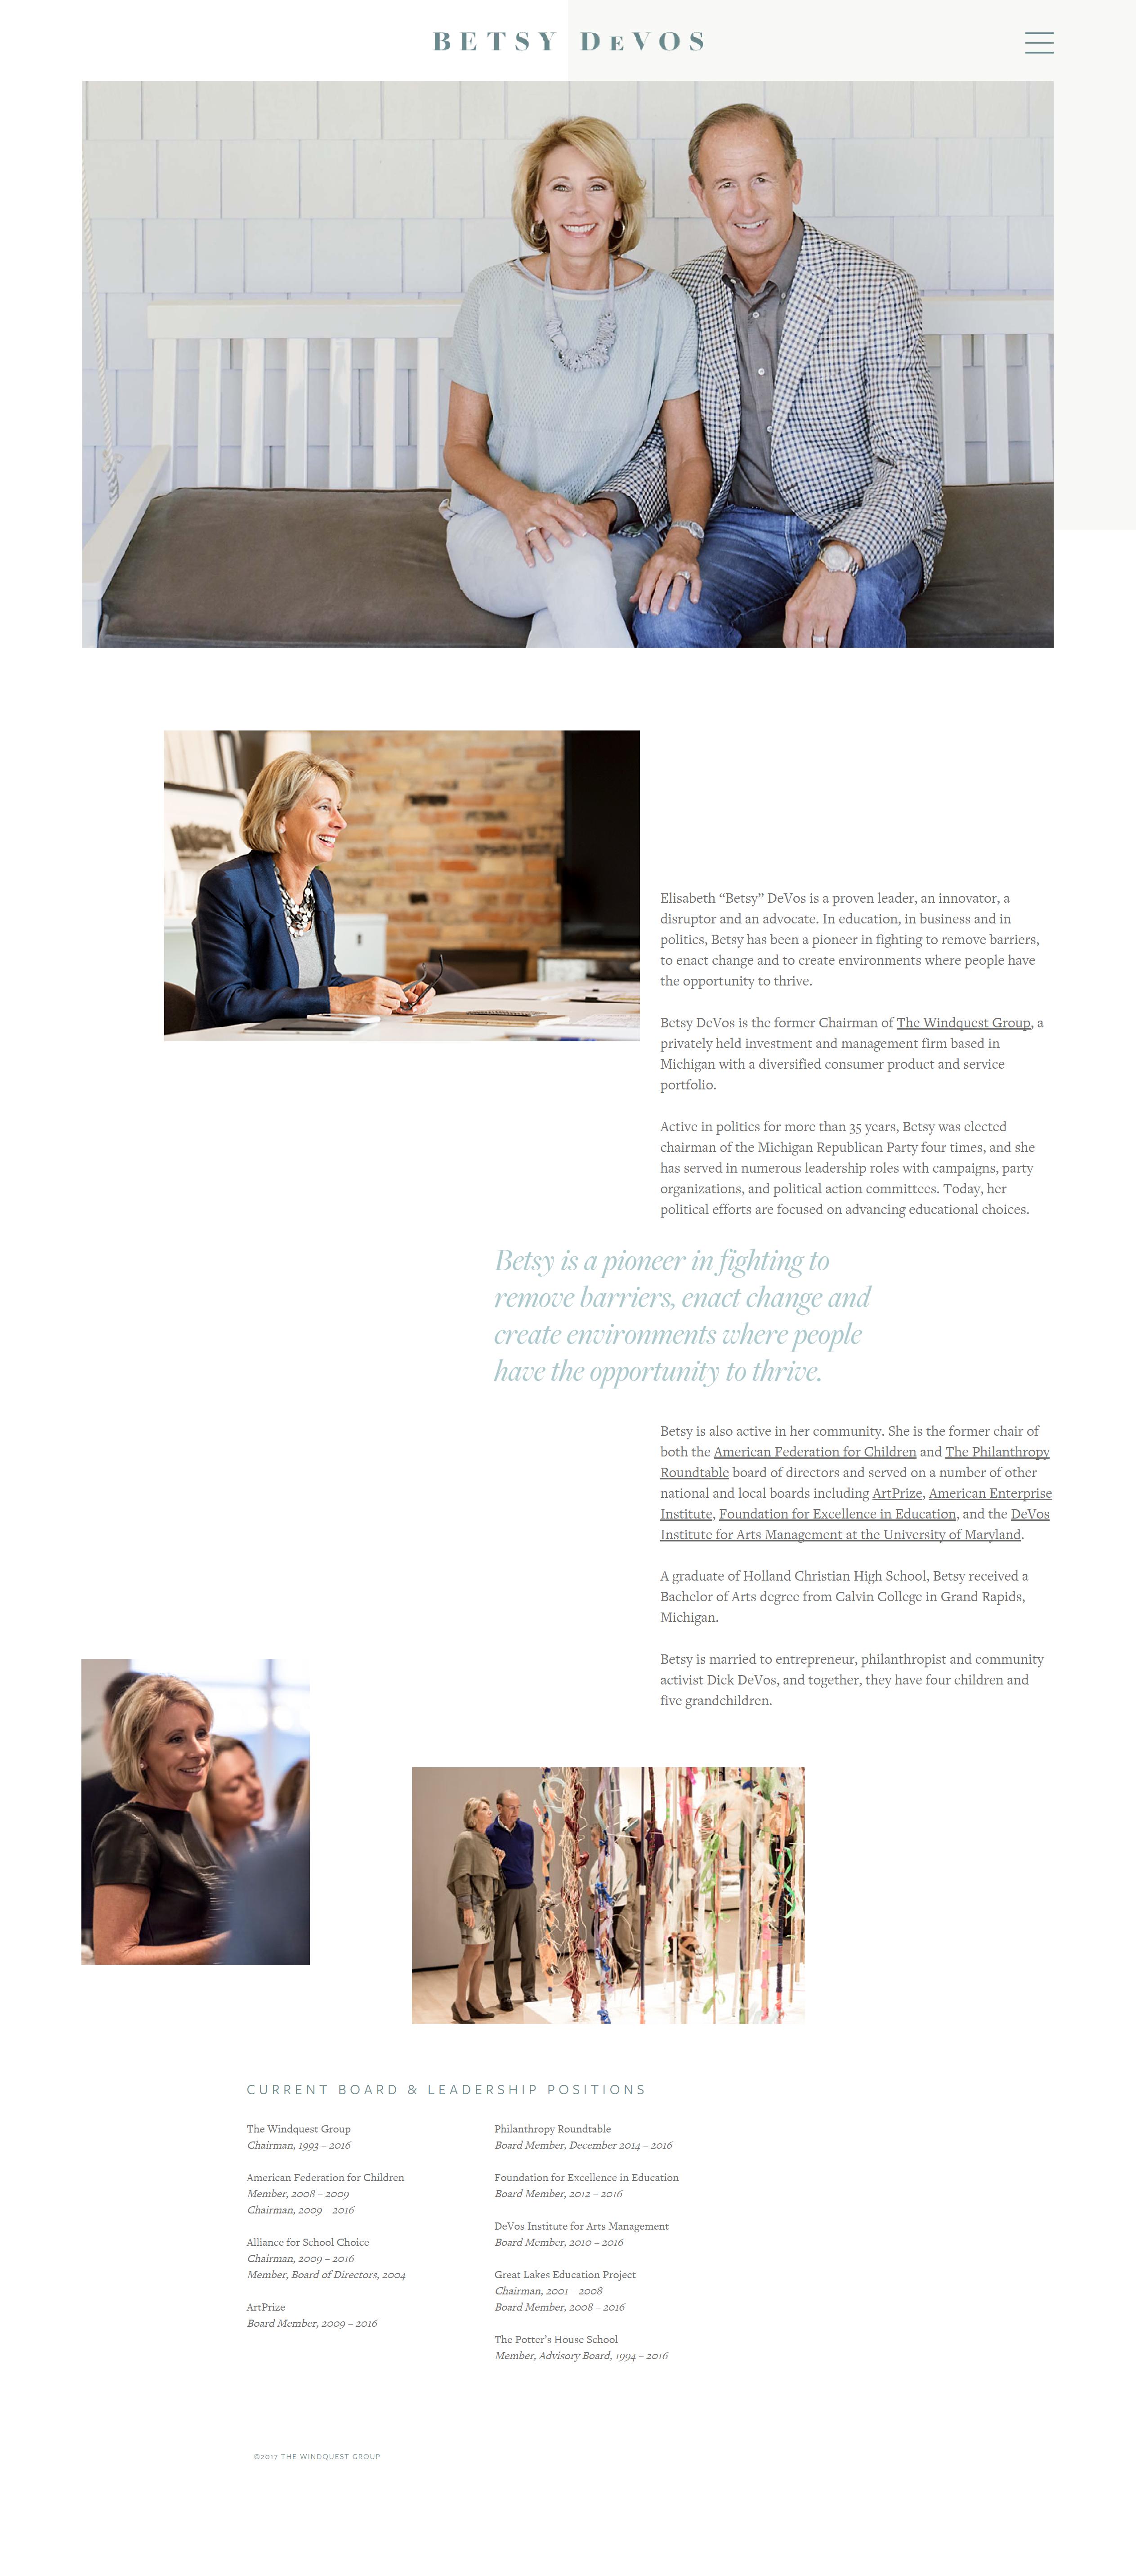 BETSY DEVOS
Elisabeth “Betsy” DeVos is a proven leader, an innovator, a
disruptor and an advocate. In education, in business and in
politics, Betsy has been a pioneer in fighting to remove barriers,
to enact change and to create environments where people have
the opportunity to thrive.
Betsy DeVos is the former Chairman of The Windquest Group, a
privately held investment and management firm based in
Michigan with a diversified consumer product and service
portfolio.
Active in politics for more than 35 years, Betsy was elected
chairman of the Michigan Republican Party four times, and she
has served in numerous leadership roles with campaigns, party
organizations, and political action committees. Today, her
political efforts are focused on advancing educational choices.
Betsy is a pioneer in fighting to
remove barriers, enact change and
create environments where people
have the opportunity to thrive.
Betsy is also active in her community. She is the former chair of
both the American Federation for Children and The Philanthropy
Roundtable board of directors and served on a number of other
national and local boards including ArtPrize, American Enterprise
Institute, Foundation for Excellence in Education, and the DeVos
Institute for Arts Management at the University of Maryland.
A graduate of Holland Christian High School, Betsy received a
Bachelor of Arts degree from Calvin College in Grand Rapids,
Michigan.
Betsy is married to entrepreneur, philanthropist and community
activist Dick DeVos, and together, they have four children and
five grandchildren.
CURRENT BOARD & LEADERSHIP POSITIONS
The Windquest Group
Chairman, 1993 – 2016
American Federation for Children
Member, 2008 – 2009
Chairman, 2009 – 2016
Alliance for School Choice
Chairman, 2009 – 2016
Member, Board of Directors, 2004
ArtPrize
Board Member, 2009 – 2016
Philanthropy Roundtable
Board Member, December 2014 – 2016
Foundation for Excellence in Education
Board Member, 2012 – 2016
DeVos Institute for Arts Management
Board Member, 2010 – 2016
Great Lakes Education Project
Chairman, 2001 – 2008
Board Member, 2008 – 2016
The Potter’s House School
Member, Advisory Board, 1994 – 2016
©2017 THE WINDQUEST GROUP